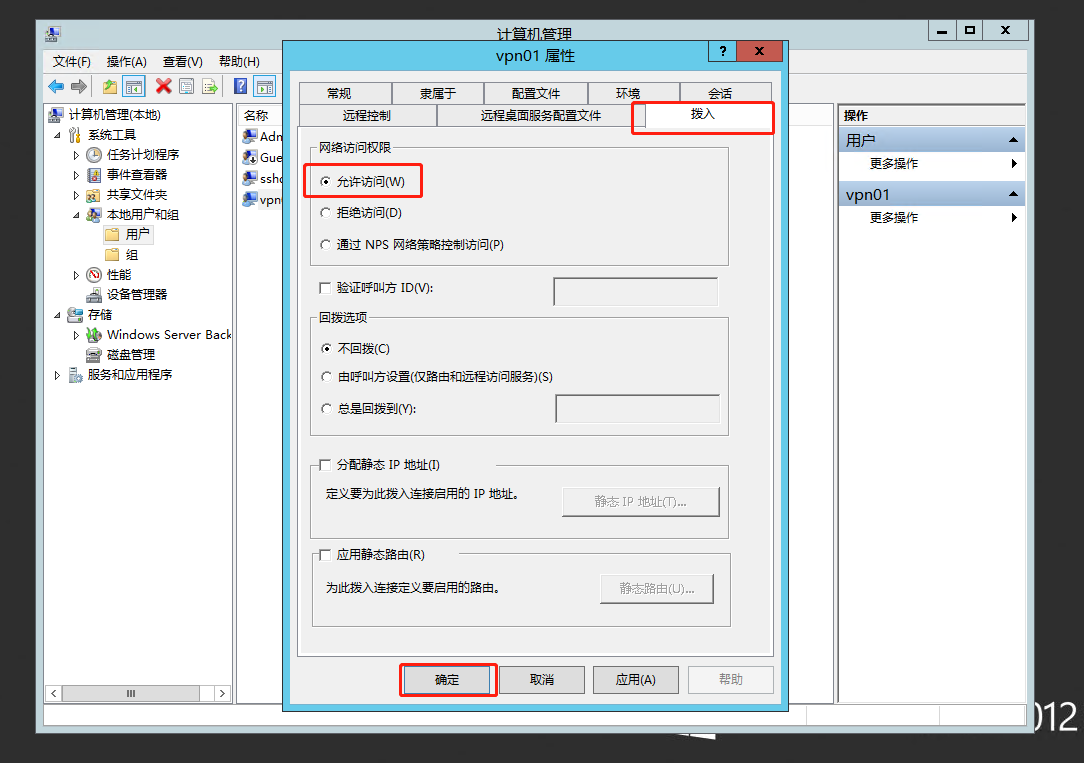 计算机管理
文件(F) 操作(A) 查看(V) 帮助(H)
计算机管理(本地)
系统工具
任务计划程序
事件查看器
共享文件夹
本地用户和组
用户
组
性能
设备管理器
存储
Windows Server Back
磁盘管理
服务和应用程序
名称
Adn
Gue
sshd
vpn
vpn01 属性
常规 隶属于 配置文件 环境 会话
远程控制 远程桌面服务配置文件 拨入
网络访问权限
允许访问(W)
拒绝访问(D)
通过 NPS 网络策略控制访问(P)
验证呼叫方 ID(V):
回拨选项
不回拨(C)
由呼叫方设置(仅路由和远程访问服务)(S)
总是回拨到(Y):
分配静态 IP 地址(I)
定义要为此拨入连接启用的 IP 地址。
静态 IP 地址(T)...
应用静态路由(R)
为此拨入连接定义要启用的路由。
静态路由(U)...
确定 取消 应用(A) 帮助
操作
用户
更多操作
vpn01
更多操作
012